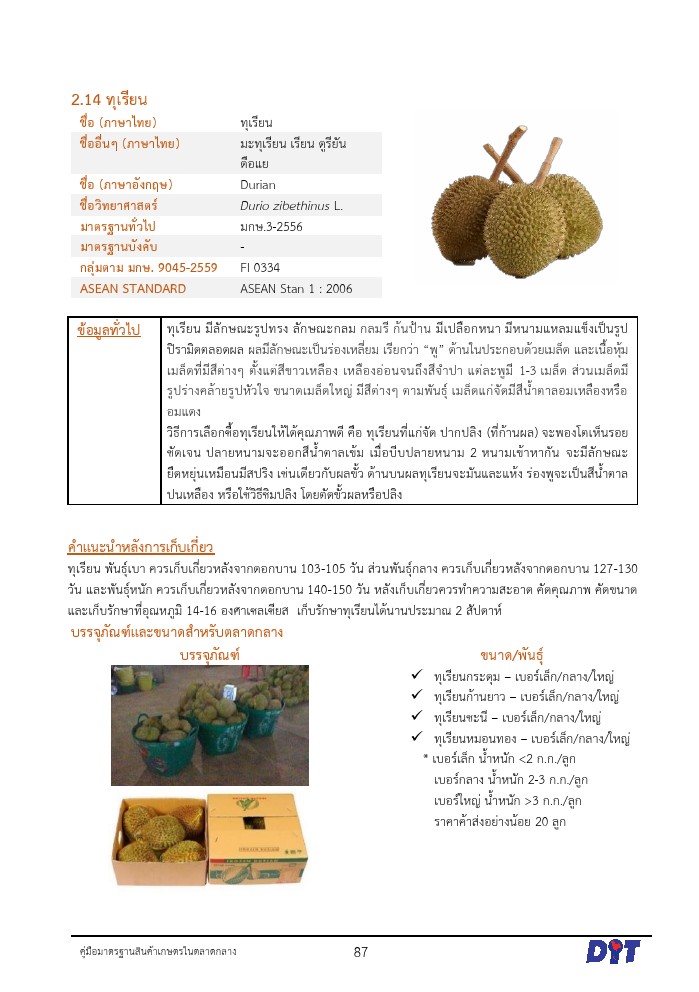 2.14 ทุเรียน
ชื่อ (ภาษาไทย) ทุเรียน
ชื่ออื่นๆ (ภาษาไทย) มะทุเรียน เรียน ดูรียัน
ดือแย
ชื่อ (ภาษาอังกฤษ) Durian
ชื่อวิทยาศาสตร์ Durio zibethinus L.
มาตรฐานทั่วไป มกษ.3-2556
มาตรฐานบังคับ -
กลุ่มตาม มกษ. 9045-2559 FI 0334
ASEAN STANDARD ASEAN Stan 1 : 2006
ข้อมูลทั่วไป
ทุเรียน มีลักษณะรูปทรง ลักษณะกลม กลมรี ก้นป้าน มีเปลือกหนา มีหนามแหลมแข็งเป็นรูป
ปิรามิดตลอดผล ผลมีลักษณะเป็นร่องเหลี่ยม เรียกว่า “พู” ด้านในประกอบด้วยเมล็ด และเนื้อหุ้ม
เมล็ดที่มีสีต่างๆ ตั้งแต่สีขาวเหลือง เหลืองอ่อนจนถึงสีจำปา แต่ละพูมี 1-3 เมล็ด ส่วนเมล็ดมี
รูปร่างคล้ายรูปหัวใจ ขนาดเมล็ดใหญ่ มีสีต่างๆ ตามพันธุ์ เมล็ดแก่จัดมีสีน้ำตาลอมเหลืองหรือ
อมแดง
วิธีการเลือกซื้อทุเรียนให้ได้คุณภาพดี คือ ทุเรียนที่แก่จัด ปากปลิง (ที่ก้านผล) จะพองโตเห็นรอย
ชัดเจน ปลายหนามจะออกสีน้ำตาลเข้ม เมื่อบีบปลายหนาม 2 หนามเข้าหากัน จะมีลักษณะ
ยืดหยุ่นเหมือนมีสปริง เช่นเดียวกับผลขั้ว ด้านบนผลทุเรียนจะมันและแห้ง ร่องพูจะเป็นสีน้ำตาล
ปนเหลือง หรือใช้วิธีชิมปลิง โดยตัดขั้วผลหรือปลิง
คำแนะนำหลังการเก็บเกี่ยว
ทุเรียน พันธุ์เบา ควรเก็บเกี่ยวหลังจากดอกบาน 103-105 วัน ส่วนพันธุ์กลาง ควรเก็บเกี่ยวหลังจากดอกบาน 127-130
วัน และพันธุ์หนัก ควรเก็บเกี่ยวหลังจากดอกบาน 140-150 วัน หลังเก็บเกี่ยวควรทำความสะอาด คัดคุณภาพ คัดขนาด
และเก็บรักษาที่อุณหภูมิ 14-16 องศาเซลเซียส เก็บรักษาทุเรียนได้นานประมาณ 2 สัปดาห์
บรรจุภัณฑ์และขนาดสำหรับตลาดกลาง
บรรจุภัณฑ์ ขนาด/พันธุ์
✓ ทุเรียนกระดุม – เบอร์เล็ก/กลาง/ใหญ่
✓ ทุเรียนก้านยาว – เบอร์เล็ก/กลาง/ใหญ่
✓ ทุเรียนชะนี – เบอร์เล็ก/กลาง/ใหญ่
✓ ทุเรียนหมอนทอง – เบอร์เล็ก/กลาง/ใหญ่
* เบอร์เล็ก น้ำหนัก <2 ก.ก./ลูก
เบอร์กลาง น้ำหนัก 2-3 ก.ก./ลูก
เบอร์ใหญ่ น้ำหนัก >3 ก.ก./ลูก
ราคาค้าส่งอย่างน้อย 20 ลูก
คู่มือมาตรฐานสินค้าเกษตรในตลาดกลาง 87 DIT